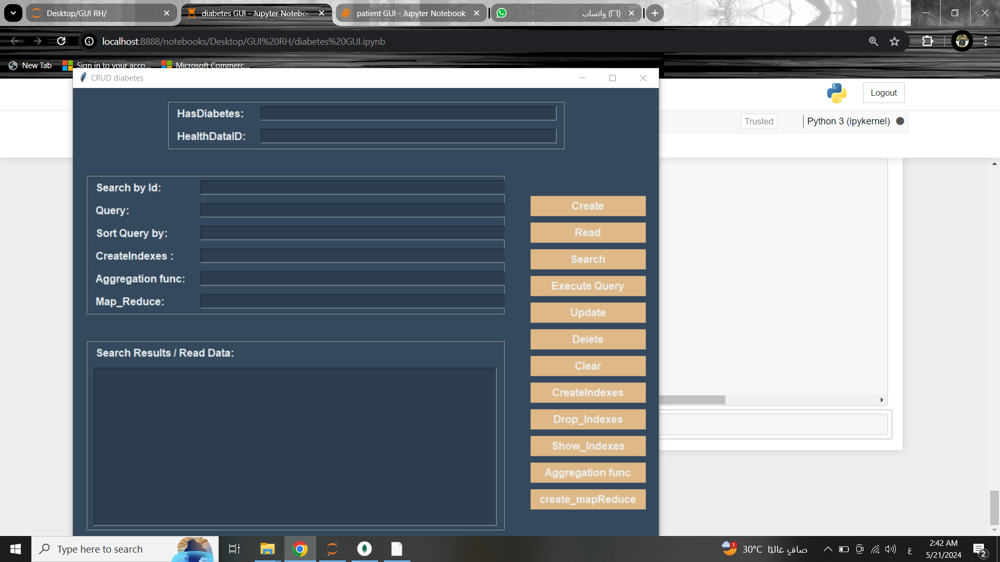 Desktop/GUI RH/
diabetes GUI - Jupyter Notebo
patient GUI - Jupyter Notebook
(٢٦) واتساب
localhost:8888/notebooks/Desktop/GUI%20RH/diabetes%20GUI.ipynb
New Tab
Sign in to your acco...
Microsoft Commerc...
CRUD diabetes
Logout
Trusted
Python 3 (ipykernel)
HasDiabetes:
HealthDataID:
Search by Id:
Query:
Sort Query by:
CreateIndexes :
Aggregation func:
Map_Reduce:
Search Results / Read Data:
Create
Read
Search
Execute Query
Update
Delete
Clear
CreateIndexes
Drop_Indexes
Show_Indexes
Aggregation func
create_mapReduce
Type here to search
1
30°C صافٍ غالبًا
ع
2:42 AM
5/21/2024
2